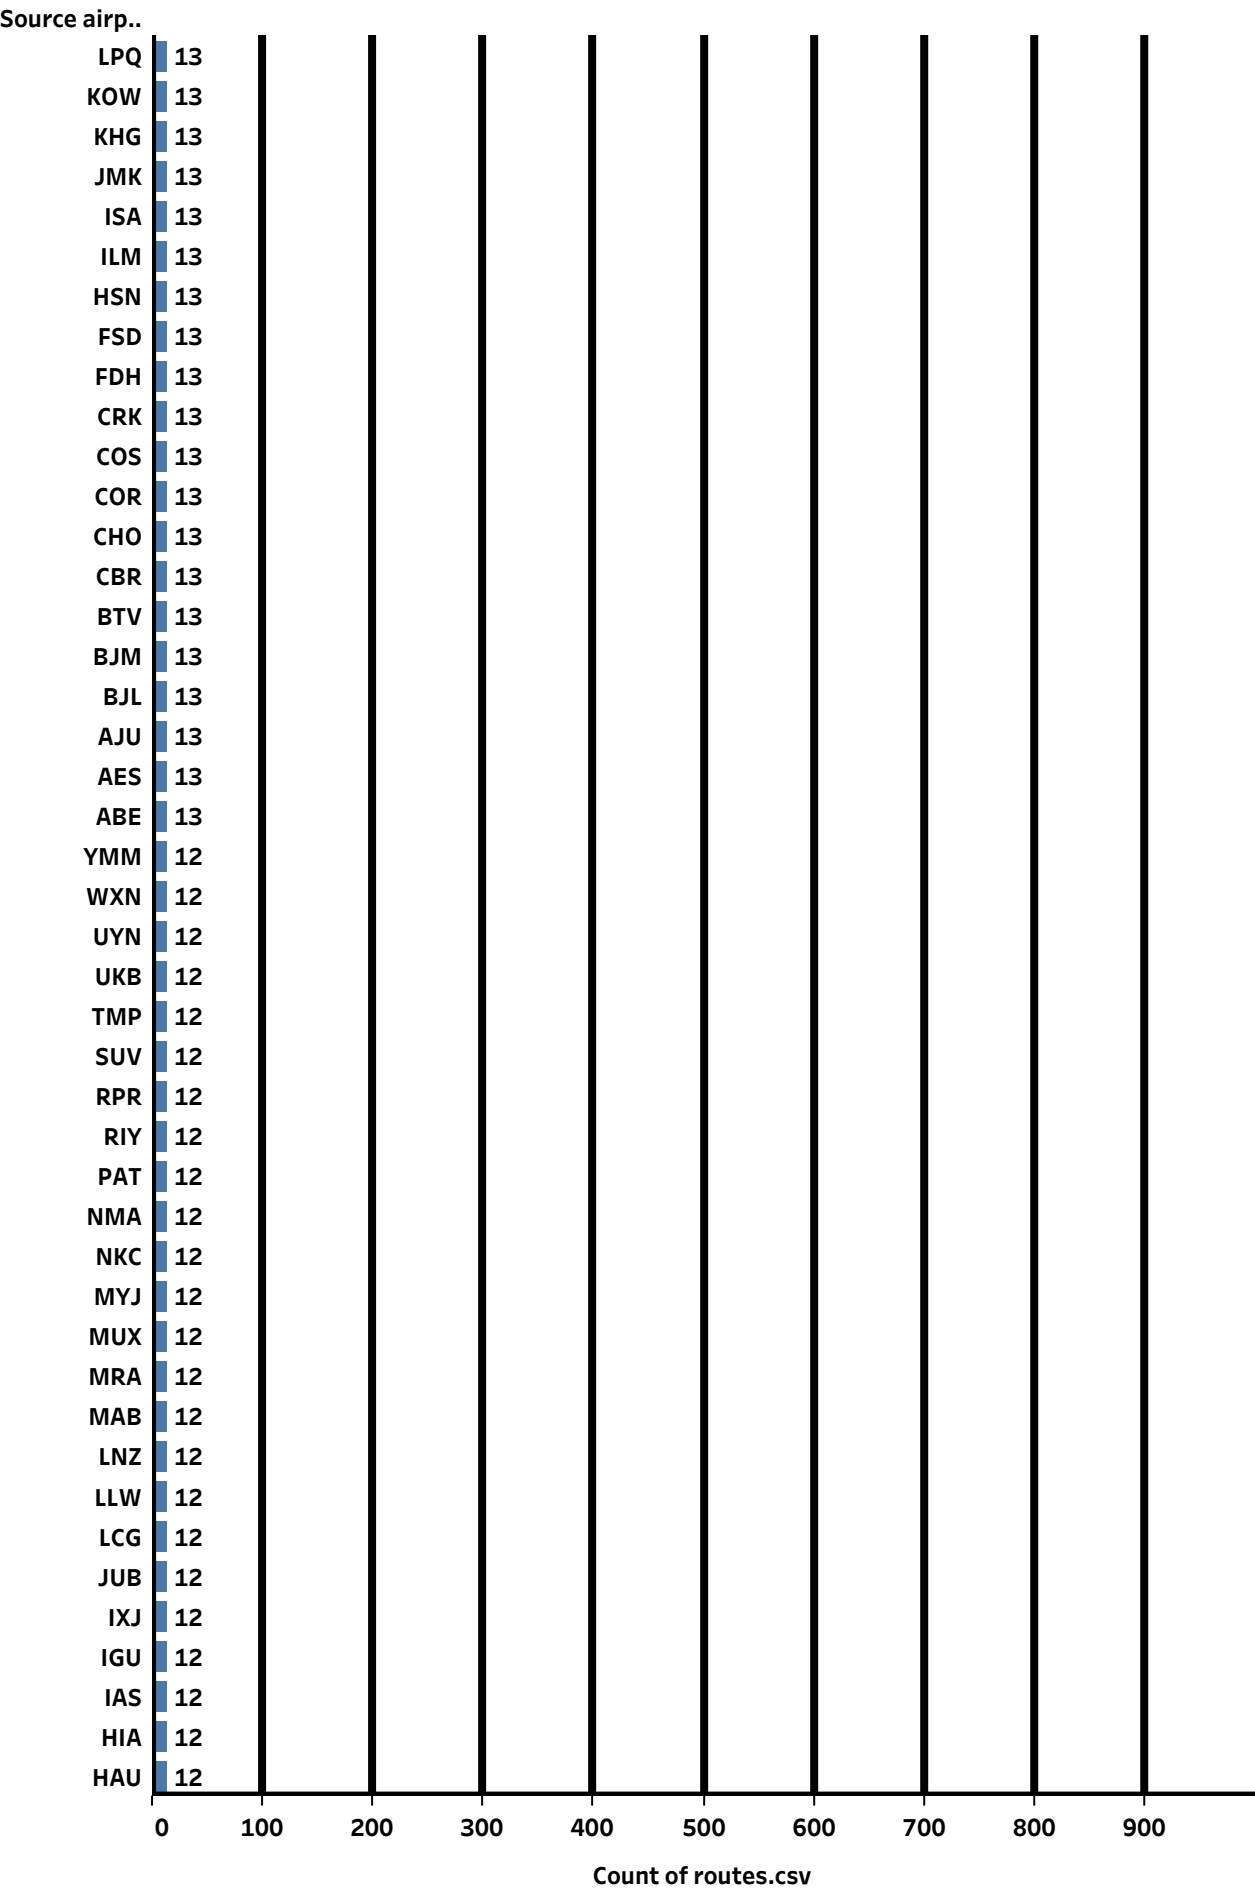 Source airp..
LPQ 13
KOW 13
KHG 13
JMK 13
ISA 13
ILM 13
HSN 13
FSD 13
FDH 13
CRK 13
COS 13
COR 13
CHO 13
CBR 13
BTV 13
BJM 13
BJL 13
AJU 13
AES 13
ABE 13
YMM 12
WXN 12
UYN 12
UKB 12
TMP 12
SUV 12
RPR 12
RIY 12
PAT 12
NMA 12
NKC 12
MYJ 12
MUX 12
MRA 12
MAB 12
LNZ 12
LLW 12
LCG 12
JUB 12
IXJ 12
IGU 12
IAS 12
HIA 12
HAU 12
0 100 200 300 400 500 600 700 800 900
Count of routes.csv